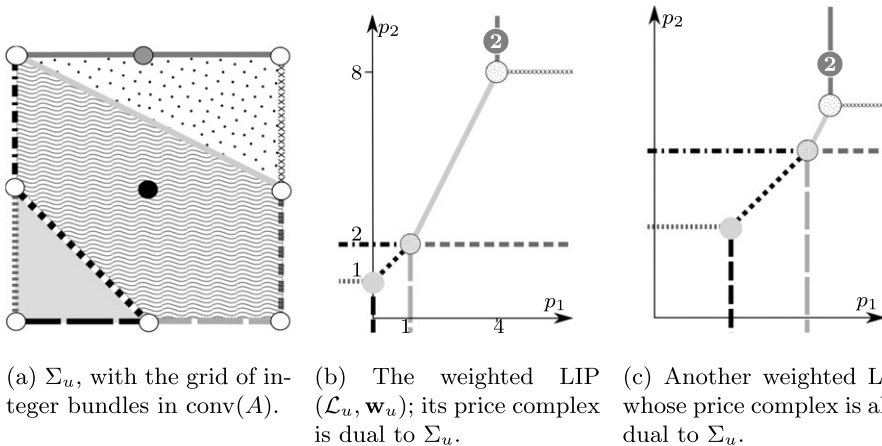 p2
2
8
2
1
p1
1
4
p2
2
p1
(a) Σu, with the grid of in-
teger bundles in conv(A).
(b) The weighted LIP
(ℒu, wu); its price complex
is dual to Σu.
(c) Another weighted L
whose price complex is al
dual to Σu.